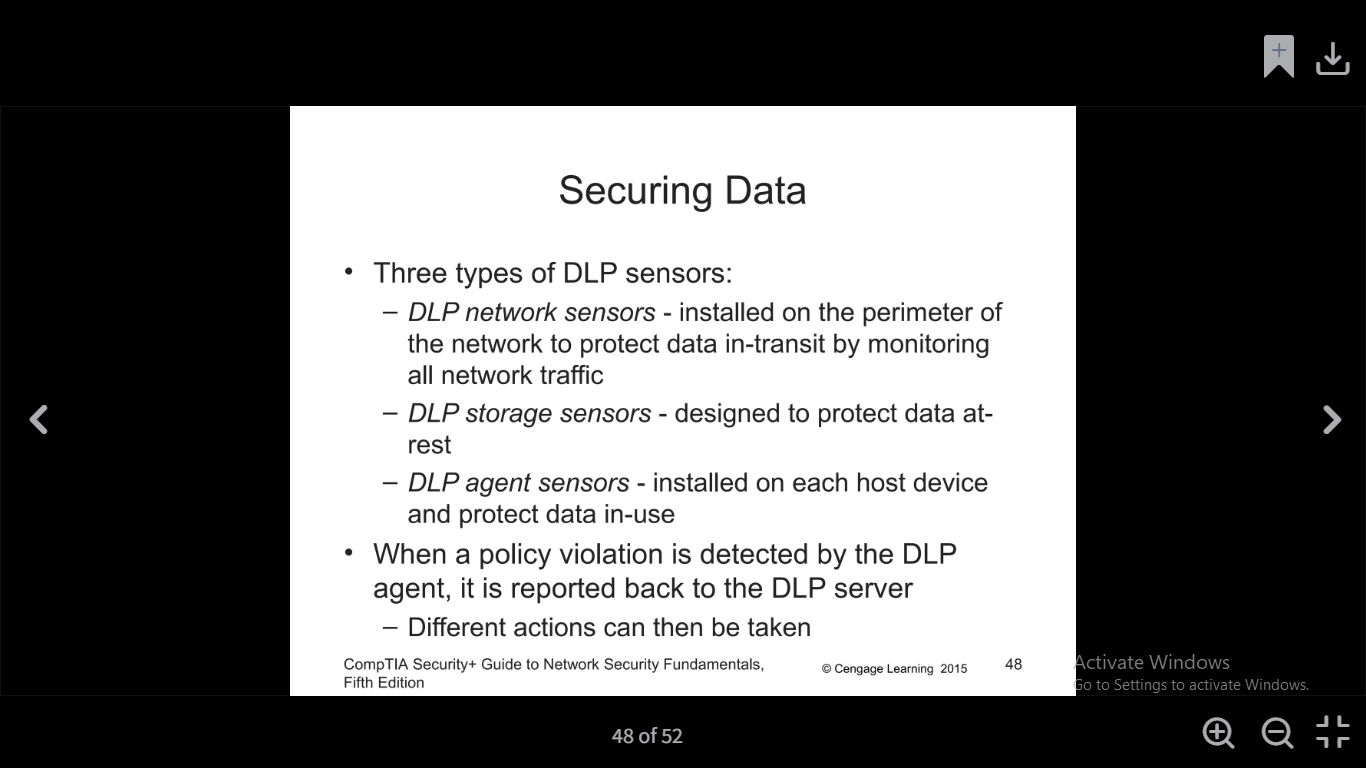 Securing Data
• Three types of DLP sensors:
– DLP network sensors - installed on the perimeter of
the network to protect data in-transit by monitoring
all network traffic
– DLP storage sensors - designed to protect data at-
rest
– DLP agent sensors - installed on each host device
and protect data in-use
• When a policy violation is detected by the DLP
agent, it is reported back to the DLP server
– Different actions can then be taken
CompTIA Security+ Guide to Network Security Fundamentals,
Fifth Edition
© Cengage Learning 2015
48
Activate Windows
Go to Settings to activate Windows.
48 of 52